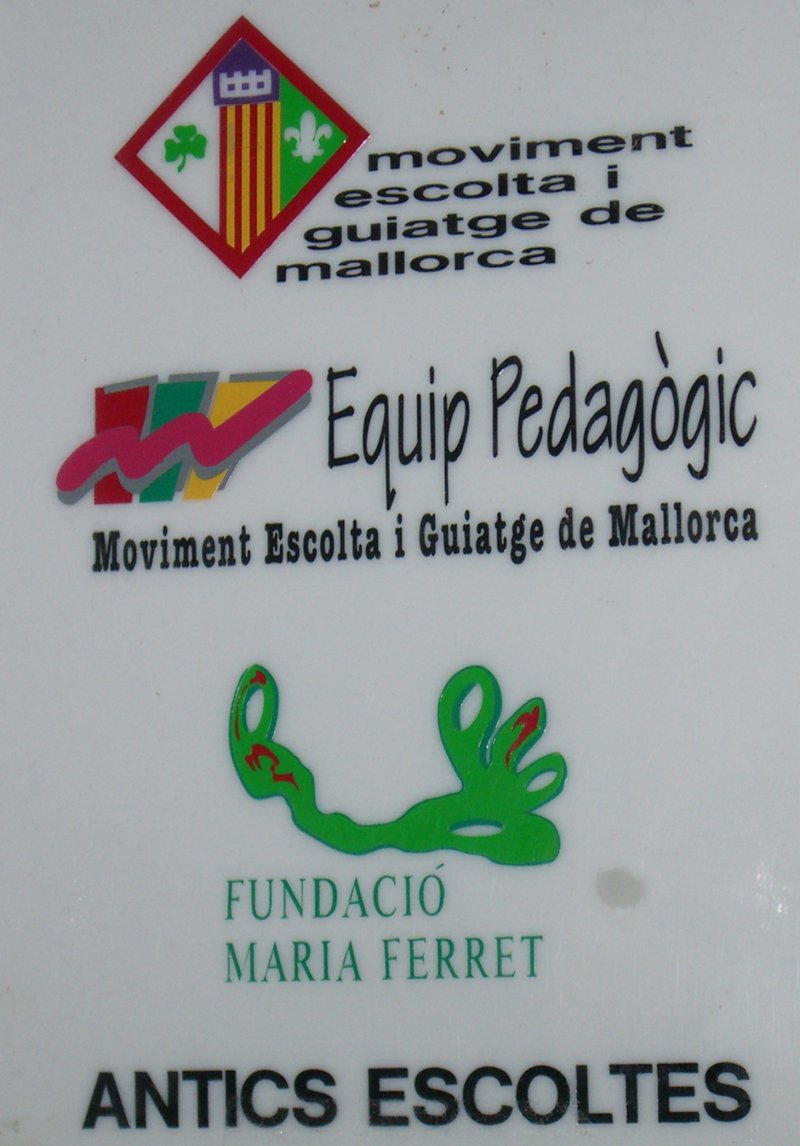 moviment
escolta i
guiatge de
mallorca
Equip Pedagògic
Moviment Escolta i Guiatge de Mallorca
FUNDACIÓ
MARIA FERRET
ANTICS ESCOLTES